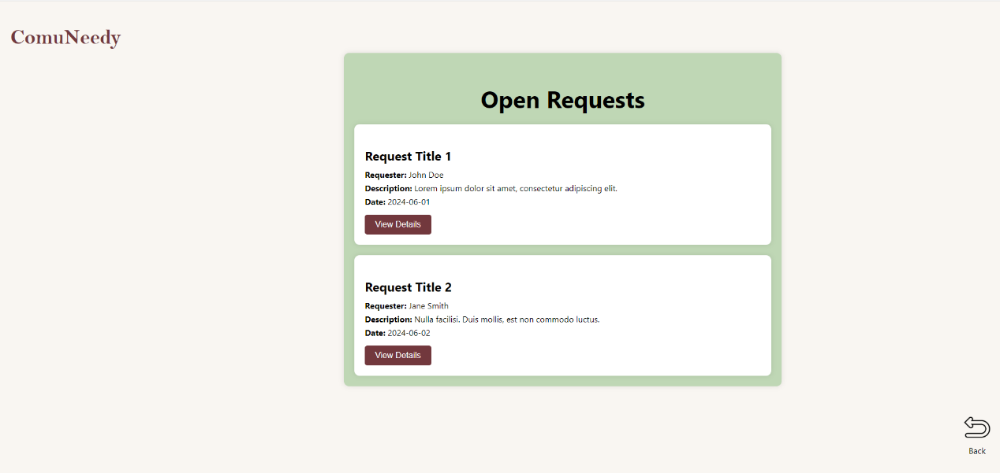 ComuNeedy
Open Requests
Request Title 1
Requester: John Doe
Description: Lorem ipsum dolor sit amet, consectetur adipiscing elit.
Date: 2024-06-01
View Details
Request Title 2
Requester: Jane Smith
Description: Nulla facilisi. Duis mollis, est non commodo luctus.
Date: 2024-06-02
View Details
Back